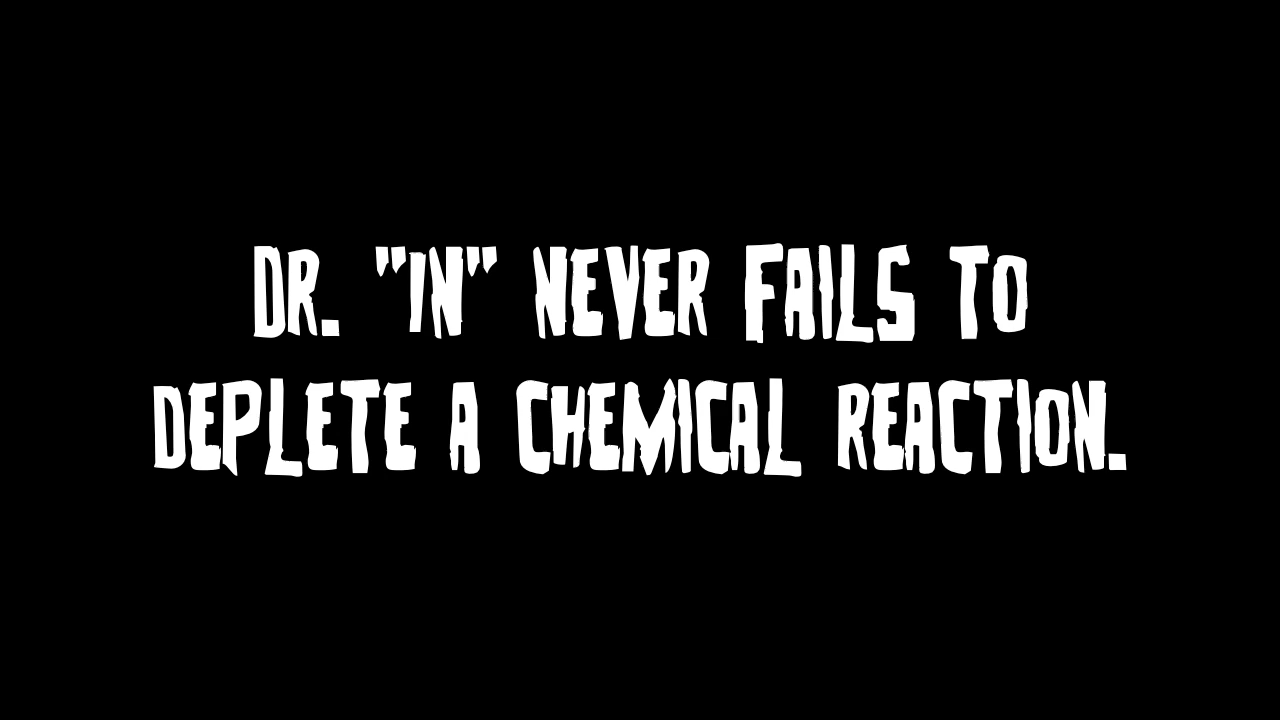 DR. "IN" NEVER FAILS TO
DEPLETE A CHEMICAL REACTION.